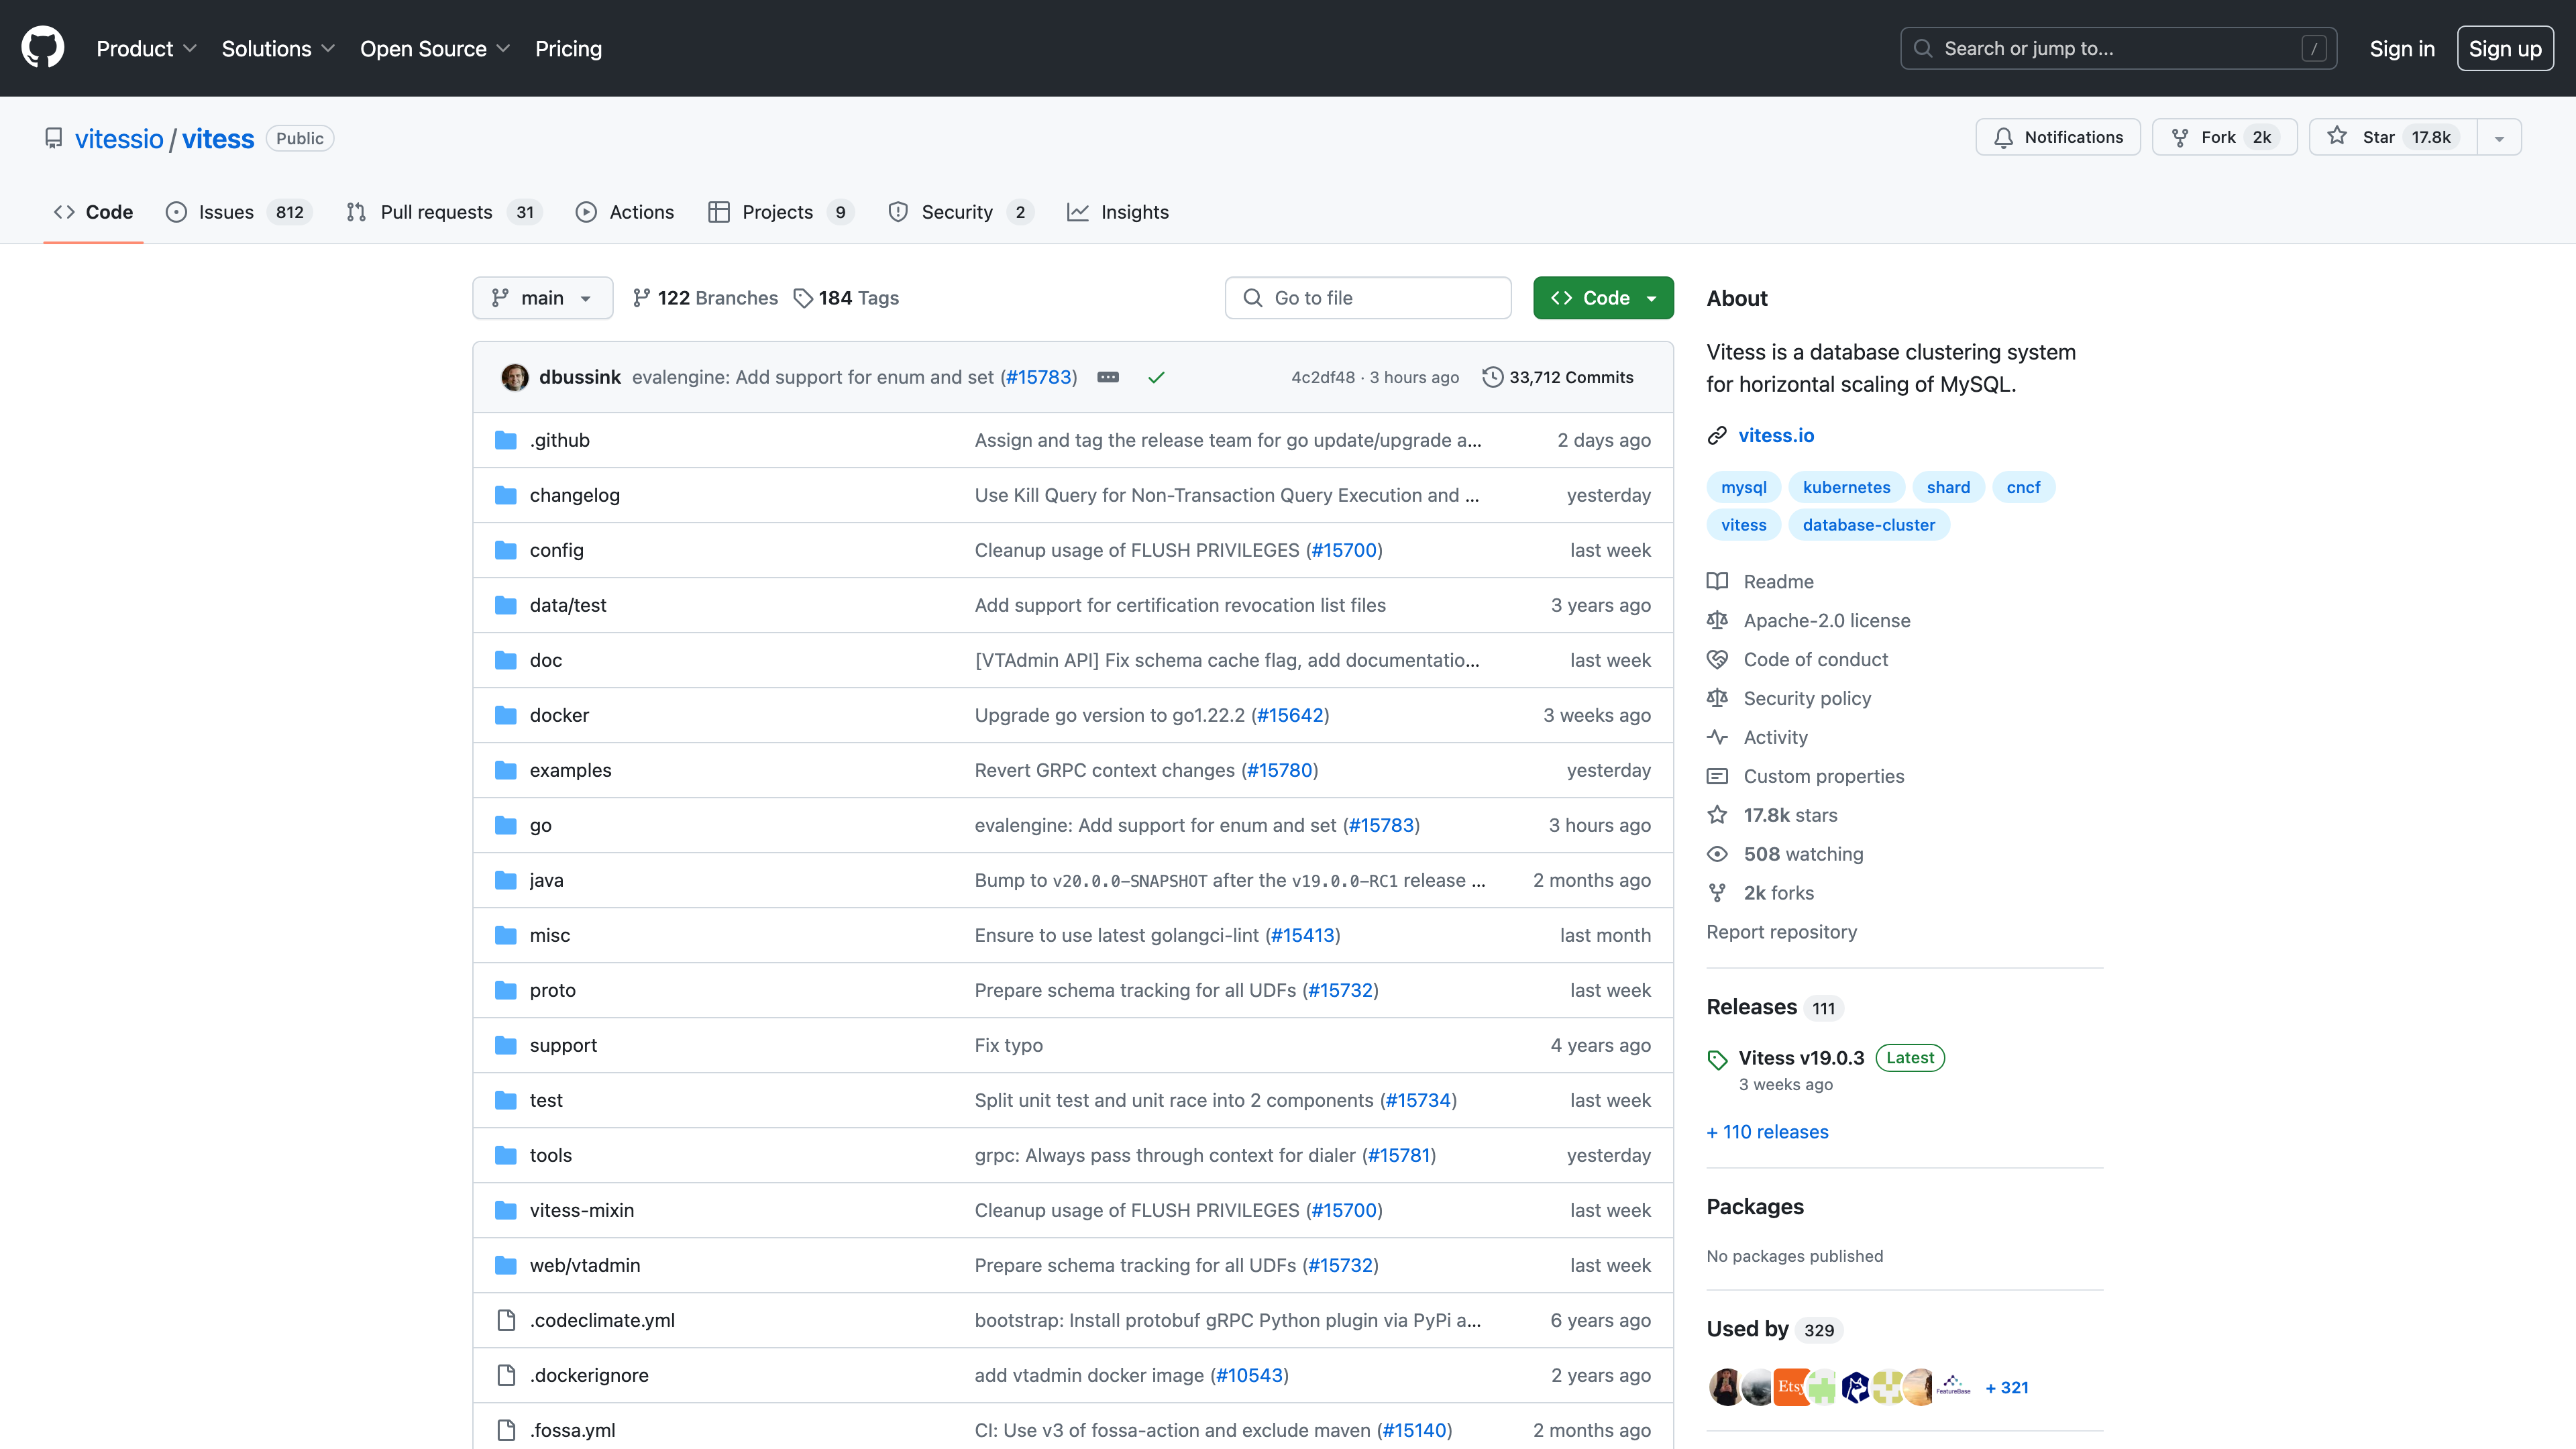 Product Solutions Open Source Pricing Search or jump to... / Sign in Sign up
vitessio / vitess Public Notifications Fork 2k Star 17.8k
Code Issues 812 Pull requests 31 Actions Projects 9 Security 2 Insights
main 122 Branches 184 Tags Go to file Code
dbussink evalengine: Add support for enum and set (#15783) 4c2df48 · 3 hours ago 33,712 Commits
.github Assign and tag the release team for go update/upgrade a... 2 days ago
changelog Use Kill Query for Non-Transaction Query Execution and ... yesterday
config Cleanup usage of FLUSH PRIVILEGES (#15700) last week
data/test Add support for certification revocation list files 3 years ago
doc [VTAdmin API] Fix schema cache flag, add documentatio... last week
docker Upgrade go version to go1.22.2 (#15642) 3 weeks ago
examples Revert GRPC context changes (#15780) yesterday
go evalengine: Add support for enum and set (#15783) 3 hours ago
java Bump to v20.0.0-SNAPSHOT after the v19.0.0-RC1 release ... 2 months ago
misc Ensure to use latest golangci-lint (#15413) last month
proto Prepare schema tracking for all UDFs (#15732) last week
support Fix typo 4 years ago
test Split unit test and unit race into 2 components (#15734) last week
tools grpc: Always pass through context for dialer (#15781) yesterday
vitess-mixin Cleanup usage of FLUSH PRIVILEGES (#15700) last week
web/vtadmin Prepare schema tracking for all UDFs (#15732) last week
.codeclimate.yml bootstrap: Install protobuf gRPC Python plugin via PyPi a... 6 years ago
.dockerignore add vtadmin docker image (#10543) 2 years ago
.fossa.yml CI: Use v3 of fossa-action and exclude maven (#15140) 2 months ago
About
Vitess is a database clustering system
for horizontal scaling of MySQL.
vitess.io
mysql kubernetes shard cncf
vitess database-cluster
Readme
Apache-2.0 license
Code of conduct
Security policy
Activity
Custom properties
17.8k stars
508 watching
2k forks
Report repository
Releases 111
Vitess v19.0.3 Latest
3 weeks ago
+ 110 releases
Packages
No packages published
Used by 329
Etsy FeatureBase + 321